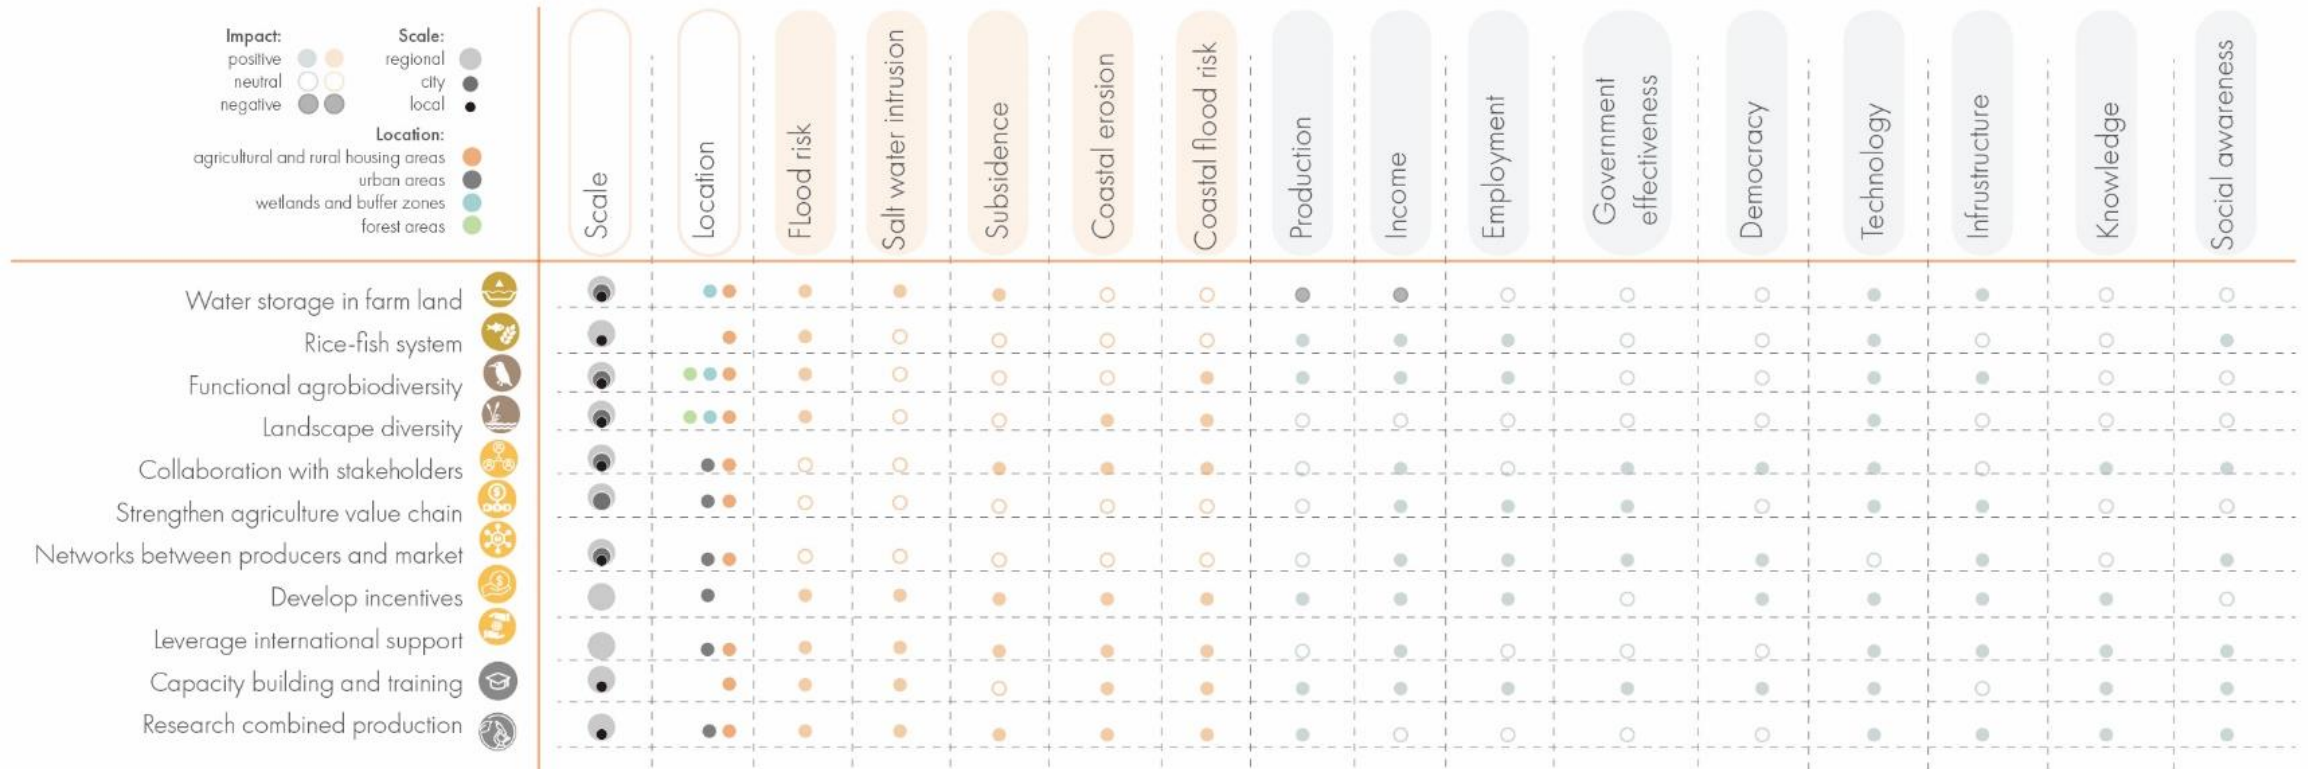 Impact:
positive
neutral
negative
Scale:
regional
city
local
Location:
agricultural and rural housing areas
urban areas
wetlands and buffer zones
forest areas
Scale
Location
FLood risk
Salt water intrusion
Subsidence
Coastal erosion
Coastal flood risk
Production
Income
Employment
Government
effectiveness
Democracy
Technology
Infrustructure
Knowledge
Social awareness
Water storage in farm land
Rice-fish system
Functional agrobiodiversity
Landscape diversity
Collaboration with stakeholders
Strengthen agriculture value chain
Networks between producers and market
Develop incentives
Leverage international support
Capacity building and training
Research combined production